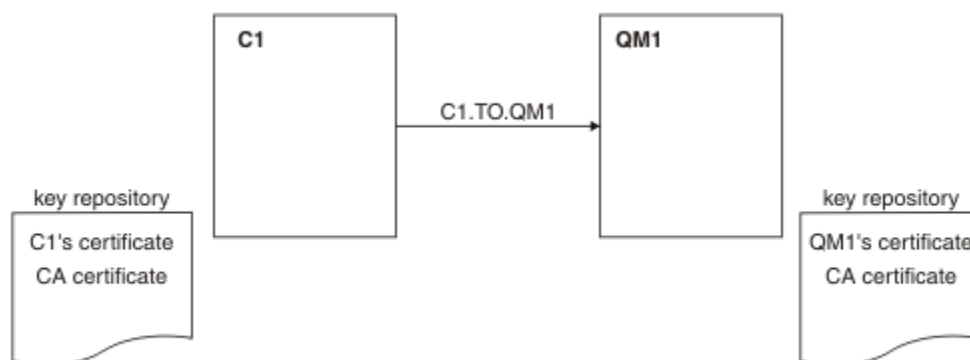 C1
QM1
C1.TO.QM1
key repository
C1's certificate
CA certificate
key repository
QM1's certificate
CA certificate